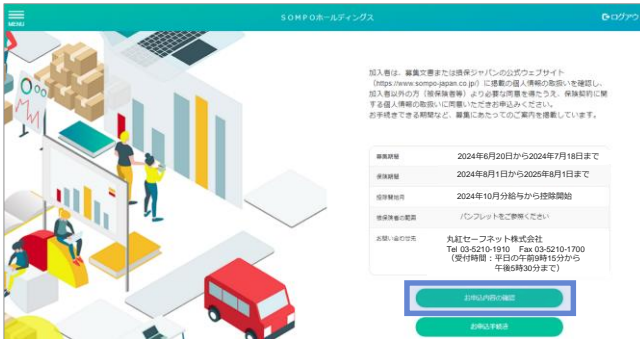 MENU
SOMPOホールディングス
ログアウ
加入者は、募集文書または損保ジャパンの公式ウェブサイト
（https://www.sompo-japan.co.jp/）に掲載の個人情報の取扱いを確認し、
加入者以外の方（被保険者等）より必要な同意を得たうえ、保険契約に関
する個人情報の取扱いに同意いただきお申込みください。
お手続きできる期間など、募集にあたってのご案内を掲載しています。
募集期間 2024年6月20日から2024年7月18日まで
保険期間 2024年8月1日から2025年8月1日まで
控除開始月 2024年10月分給与から控除開始
被保険者の範囲 パンフレットをご参照ください
お問い合わせ先 丸紅セーフネット株式会社
Tel 03-5210-1910 Fax 03-5210-1700
（受付時間：平日の午前9時15分から
午後5時30分まで）
お申込内容の確認
お申込手続き